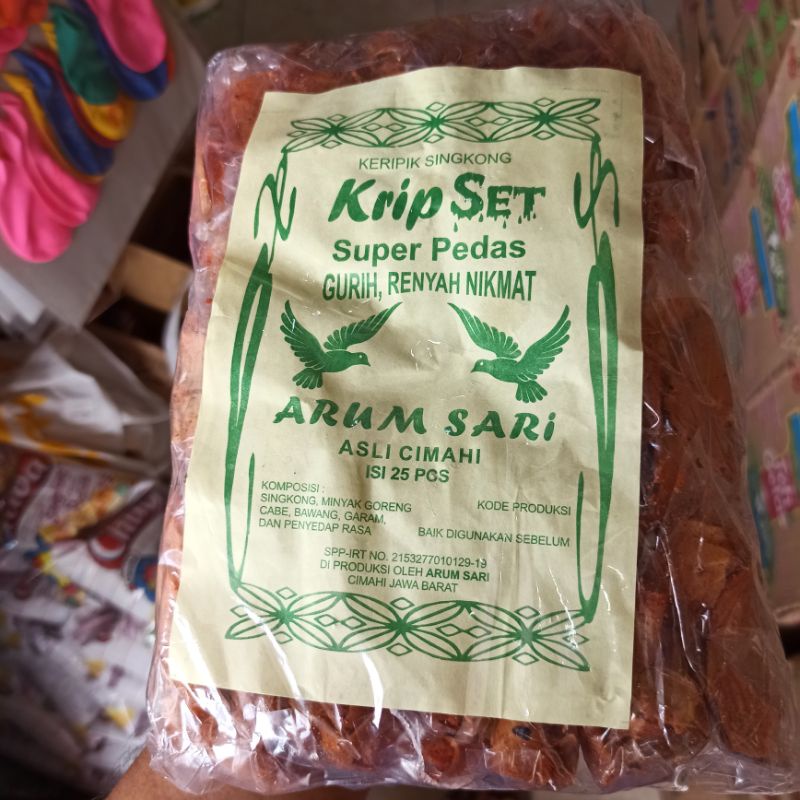 KERIPIK SINGKONG
KripSET
Super Pedas
GURIH, RENYAH NIKMAT
ARUM SARi
ASLI CIMAHI
ISI 25 PCS
KOMPOSISI :
SINGKONG, MINYAK GORENG
CABE, BAWANG, GARAM,
DAN PENYEDAP RASA
KODE PRODUKSI
BAIK DIGUNAKAN SEBELUM
SPP-IRT NO. 2153277010129-19
DI PRODUKSI OLEH ARUM SARI
CIMAHI JAWA BARAT